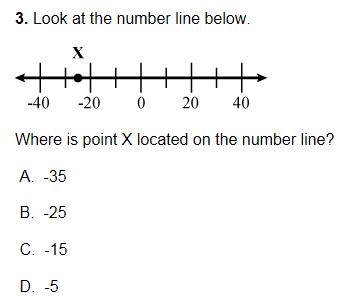 3. Look at the number line below.
X
-40 -20 0 20 40
Where is point X located on the number line?
A. -35
B. -25
C. -15
D. -5